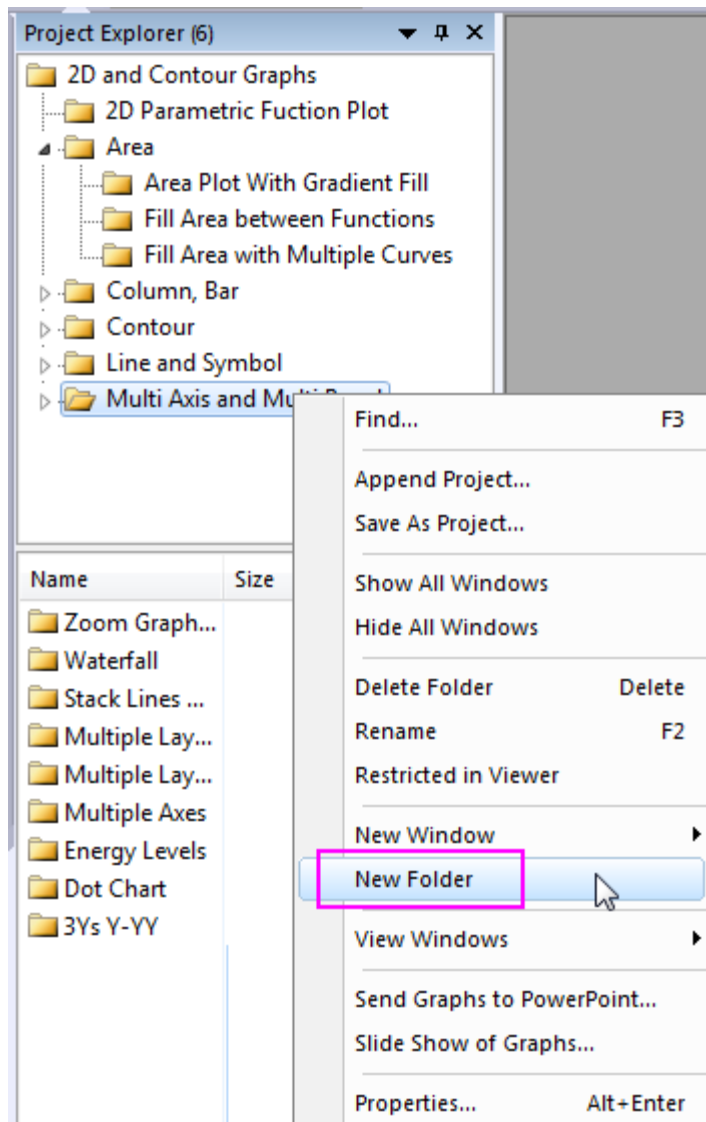 Project Explorer (6)
2D and Contour Graphs
2D Parametric Fuction Plot
Area
Area Plot With Gradient Fill
Fill Area between Functions
Fill Area with Multiple Curves
Column, Bar
Contour
Line and Symbol
Multi Axis and
Find... F3
Append Project...
Save As Project...
Show All Windows
Hide All Windows
Delete Folder Delete
Rename F2
Restricted in Viewer
New Window
New Folder
View Windows
Send Graphs to PowerPoint...
Slide Show of Graphs...
Properties... Alt+Enter
Name Size
Zoom Graph...
Waterfall
Stack Lines ...
Multiple Lay...
Multiple Lay...
Multiple Axes
Energy Levels
Dot Chart
3Ys Y-YY